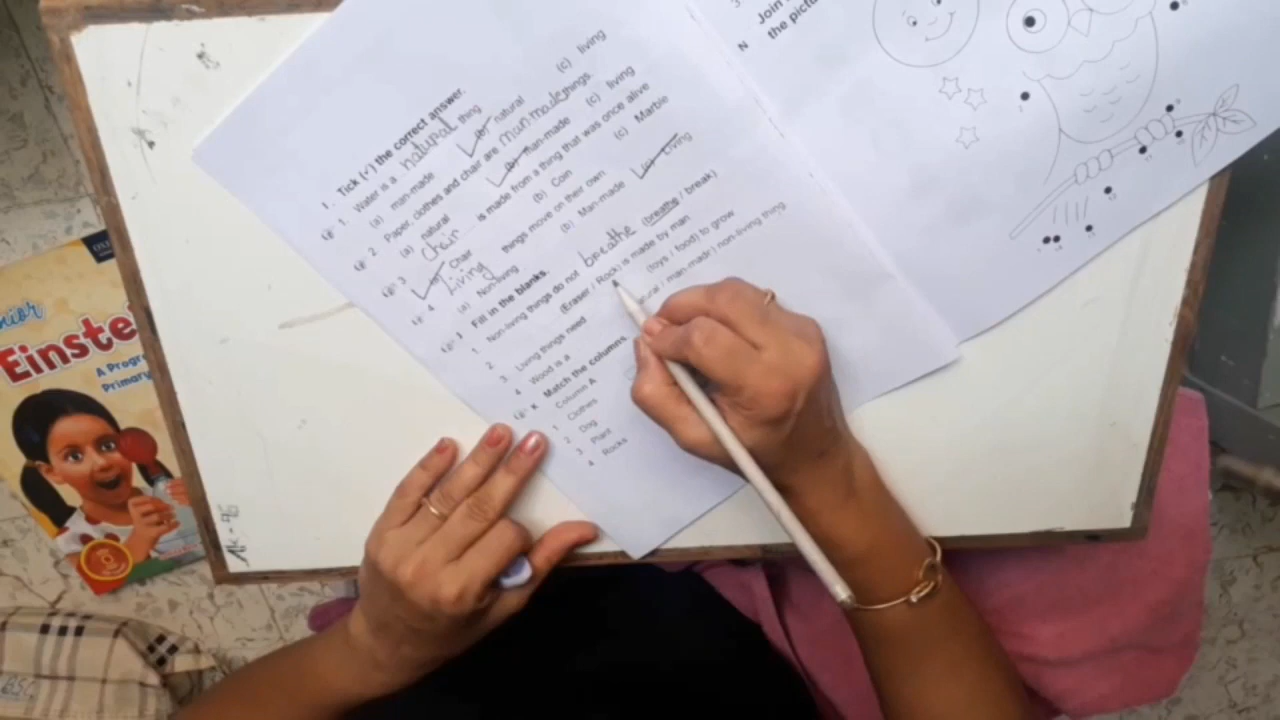 I. Tick (✓) the correct answer.
1. Water is a natural thing
(a) man-made (b) natural (c) living
2. Paper, clothes and chair are man made things.
(a) natural (b) man-made (c) living
3 chair is made from a thing that was once alive
(a) Chair (b) Coin (c) Marble
4 Living things move on their own
(a) Non-living (b) Man-made (c) Living
Fill in the blanks.
1. Non-living things do not breathe (breathe / break)
2 (Eraser / Rock) is made by man
3. Living things need (toys / food) to grow
4 Wood is a / man-made) non-living thing.
K Match the columns.
Column A
1 Clothes
2 Dog
3 Plant
4 Rocks
N Join
the pictu
nior
Einste
A Progr
Primary